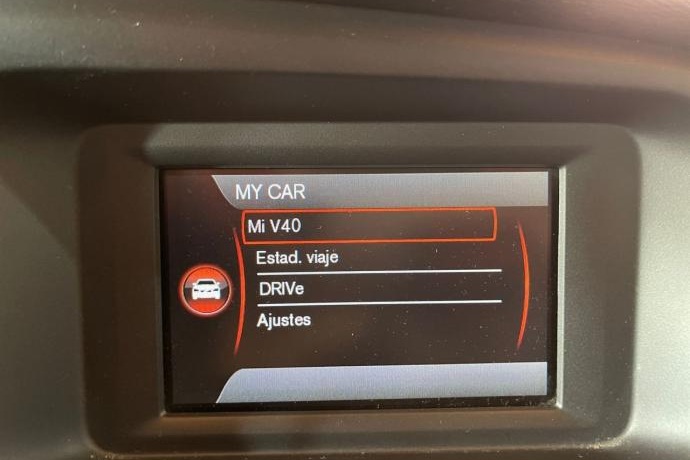 MY CAR
Mi V40
Estad. viaje
DRIVe
Ajustes